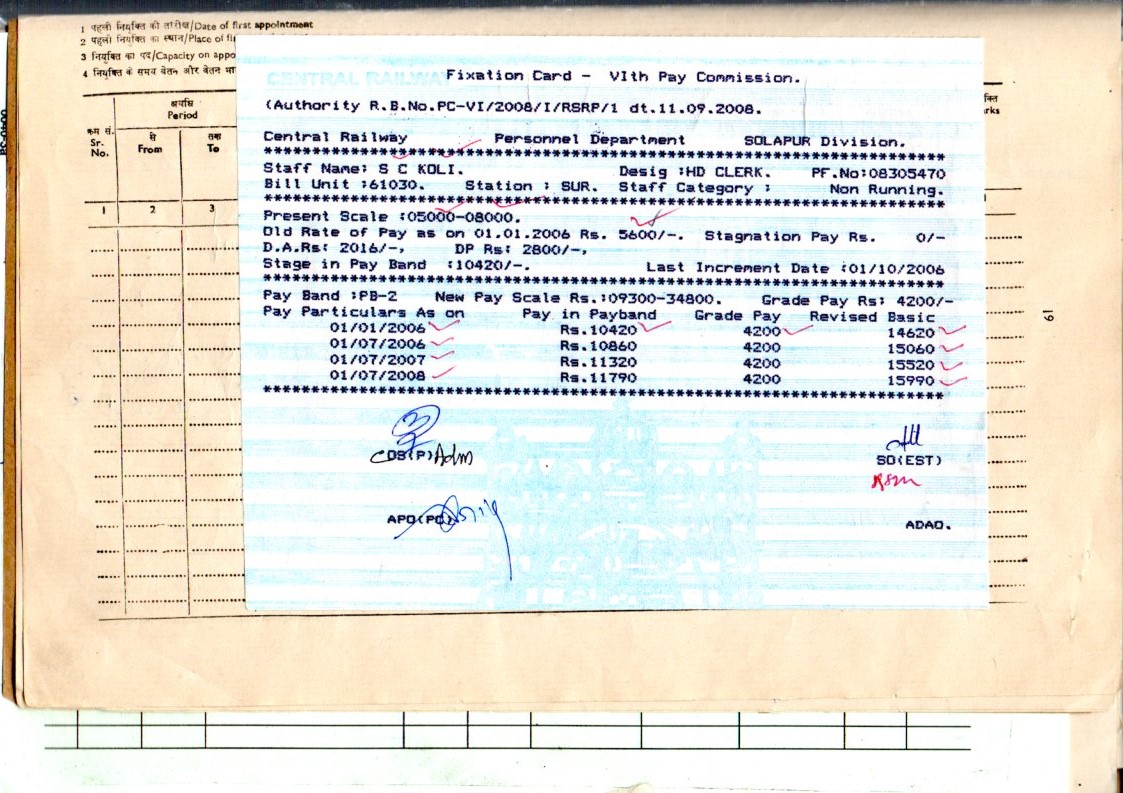 1 पहली नियुक्ति की तारीख/Date of first appointment
2 पहली नियुक्ति का स्थान/Place of fi
3 नियुक्ति का पद/Capacity on appo
4 नियुक्ति के समय वेतन और वेतन मा
अवधि
Period
क्रम सं.
Sr.
No.
से
From
तक
To
1 2 3
रks
61
CENTRAL RAILWAY
Fixation Card - VIth Pay Commission.
(Authority R.B.No.PC-VI/2008/I/RSRP/1 dt.11.09.2008.
Central Railway Personnel Department SOLAPUR Division.
************************************************************************
Staff Name: S C KOLI. Desig :HD CLERK. PF.No:08305470
Bill Unit :61030. Station : SUR. Staff Category : Non Running.
************************************************************************
Present Scale :05000-08000.
Old Rate of Pay as on 01.01.2006 Rs. 5600/-. Stagnation Pay Rs. 0/-
D.A.Rs: 2016/-, DP Rs: 2800/-,
Stage in Pay Band :10420/-. Last Increment Date :01/10/2006
************************************************************************
Pay Band :PB-2 New Pay Scale Rs.:09300-34800. Grade Pay Rs: 4200/-
Pay Particulars As on Pay in Payband Grade Pay Revised Basic
01/01/2006 Rs.10420 4200 14620
01/07/2006 Rs.10860 4200 15060
01/07/2007 Rs.11320 4200 15520
01/07/2008 Rs.11790 4200 15990
************************************************************************
COS(P)Adm
SO(EST)
APO(PC)
ADAO.